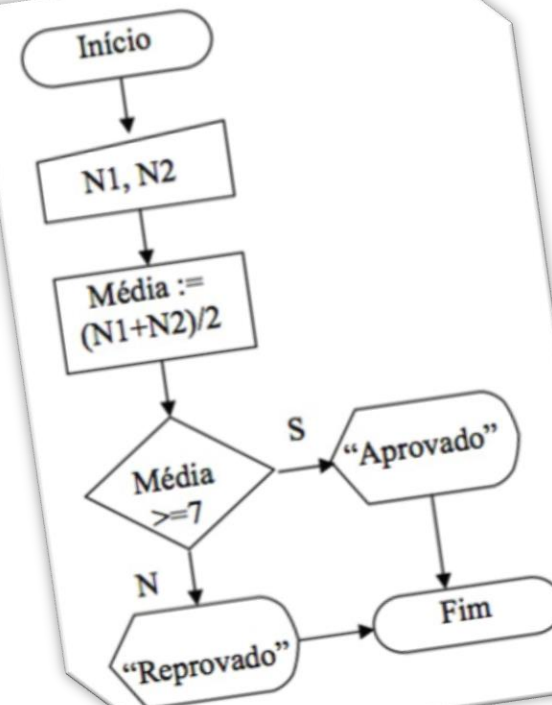 Início
N1, N2
Média :=
(N1+N2)/2
Média
>=7
S
“Aprovado”
N
“Reprovado”
Fim